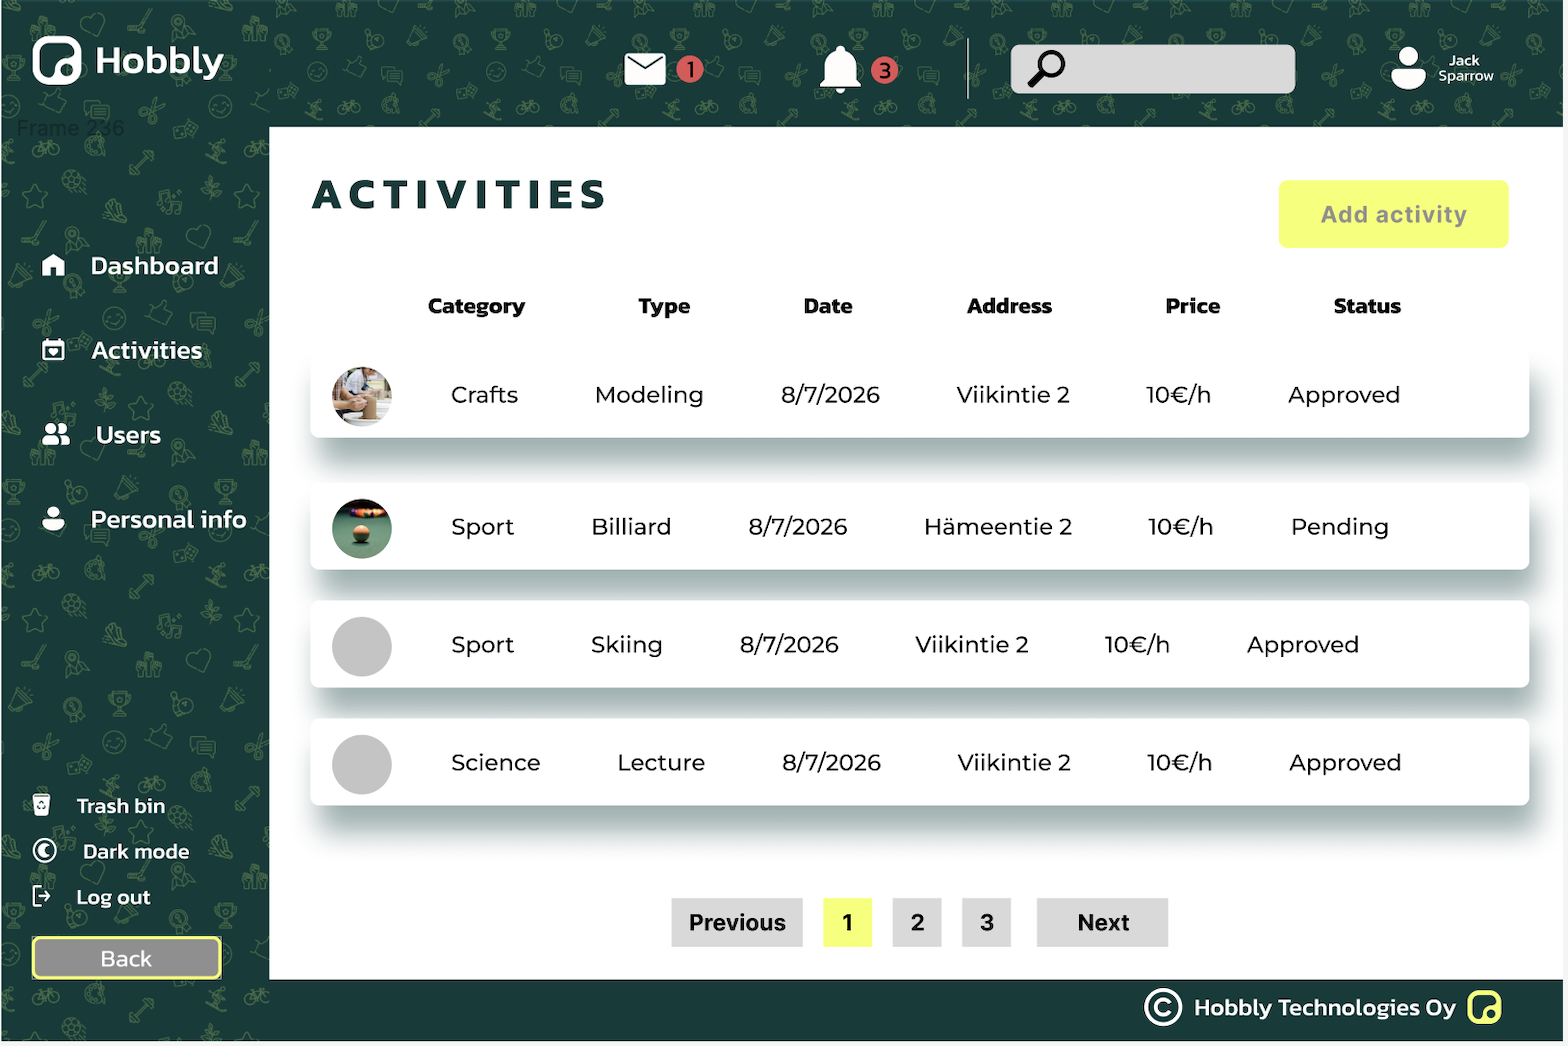 Hobbly
1
3
Jack
Sparrow
Frame 236
ACTIVITIES
Add activity
Dashboard
Activities
Users
Personal info
Category Type Date Address Price Status
Crafts Modeling 8/7/2026 Viikintie 2 10€/h Approved
Sport Billiard 8/7/2026 Hämeentie 2 10€/h Pending
Sport Skiing 8/7/2026 Viikintie 2 10€/h Approved
Science Lecture 8/7/2026 Viikintie 2 10€/h Approved
Trash bin
Dark mode
Log out
Back
Previous 1 2 3 Next
© Hobbly Technologies Oy